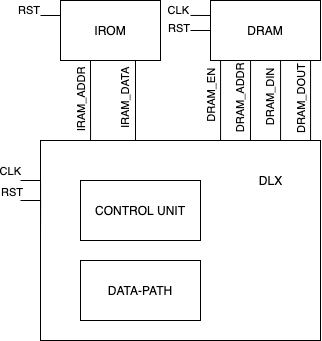 RST
IROM
CLK
RST
DRAM
IRAM_ADDR
IRAM_DATA
DRAM_EN
DRAM_ADDR
DRAM_DIN
DRAM_DOUT
CLK
RST
DLX
CONTROL UNIT
DATA-PATH